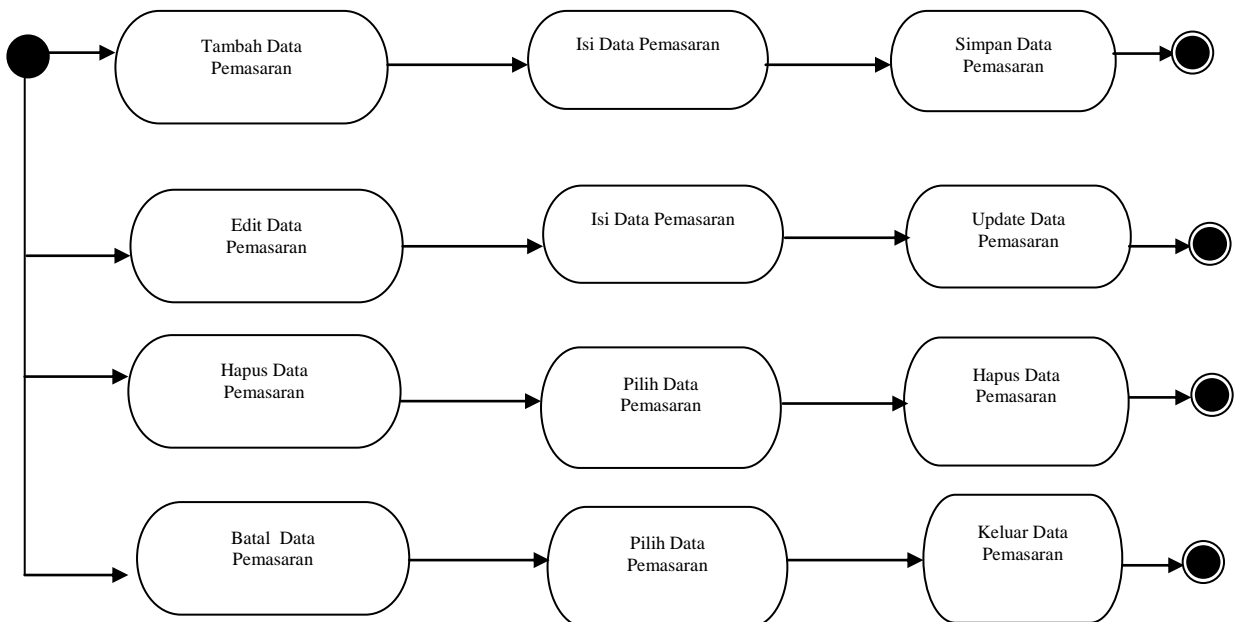 Tambah Data
Pemasaran
Isi Data Pemasaran
Simpan Data
Pemasaran
Edit Data
Pemasaran
Isi Data Pemasaran
Update Data
Pemasaran
Hapus Data
Pemasaran
Pilih Data
Pemasaran
Hapus Data
Pemasaran
Batal Data
Pemasaran
Pilih Data
Pemasaran
Keluar Data
Pemasaran